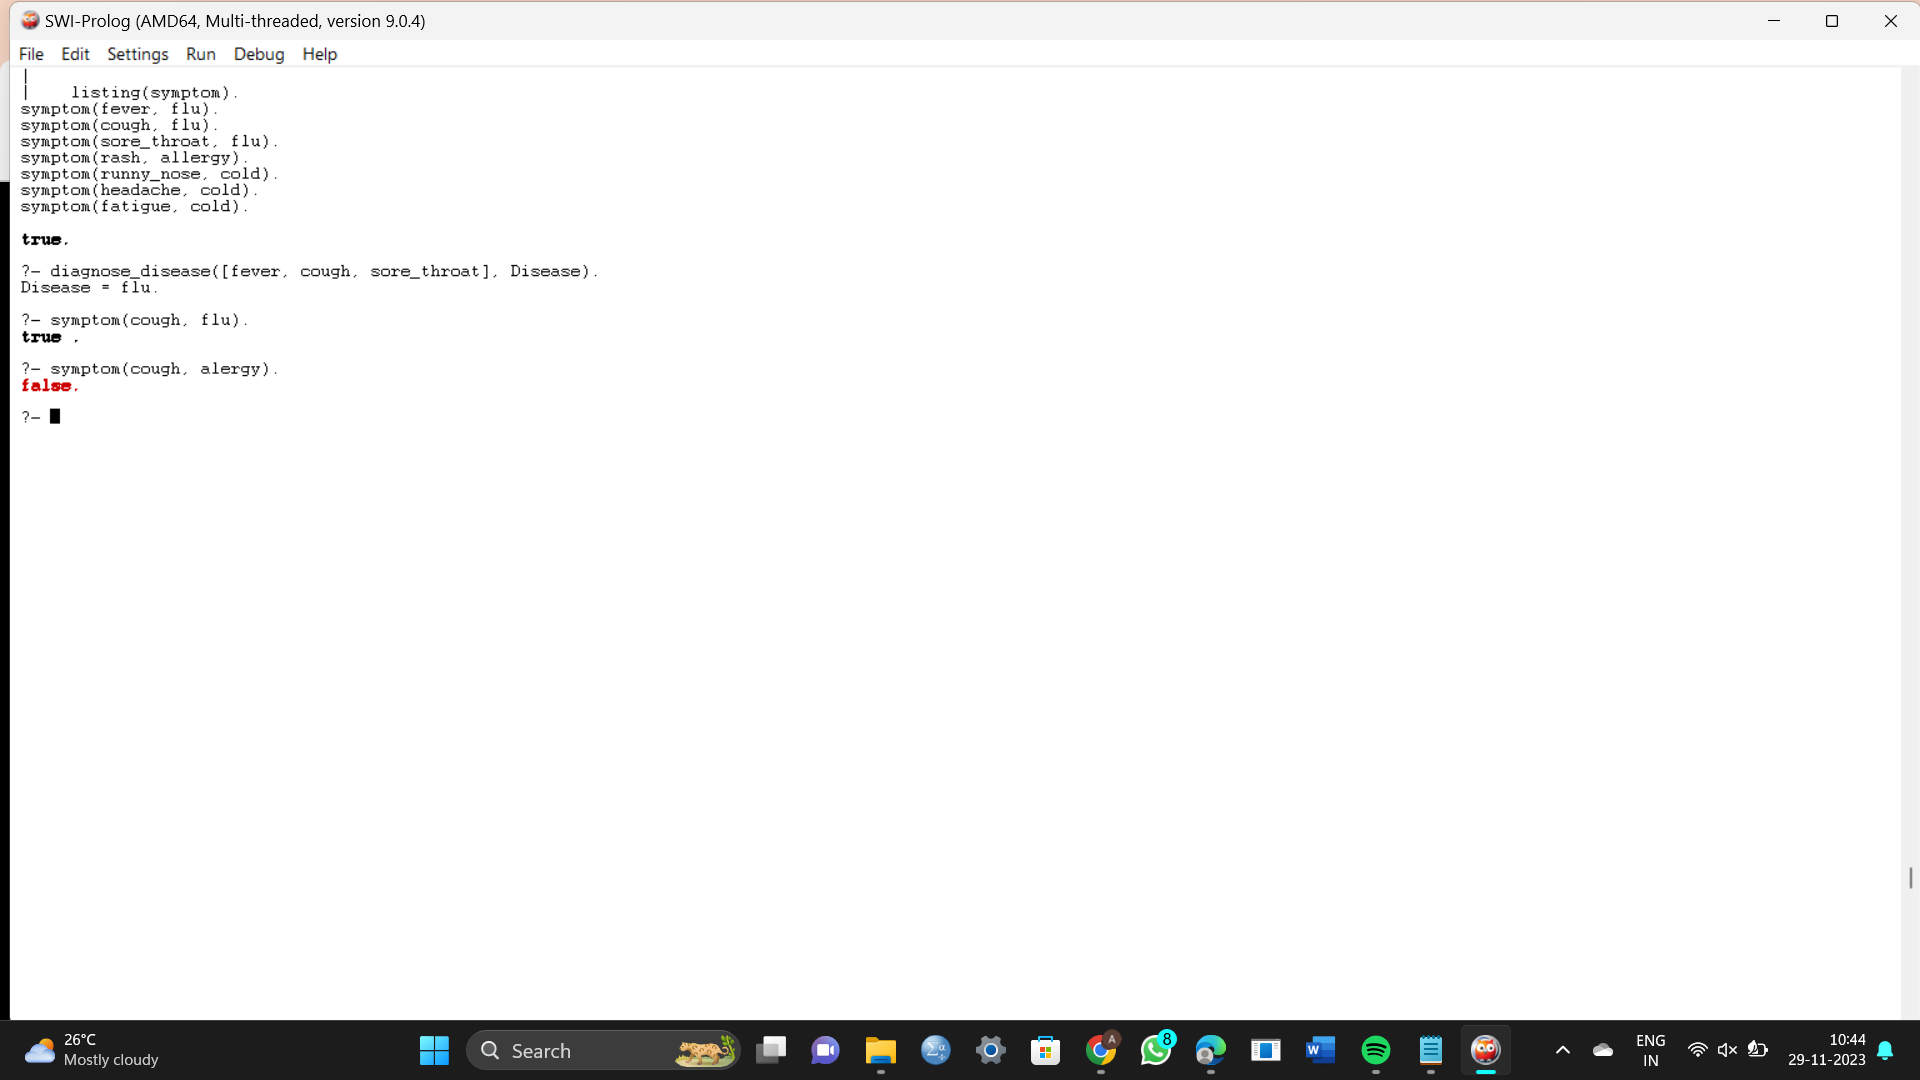 SWI-Prolog (AMD64, Multi-threaded, version 9.0.4)
File Edit Settings Run Debug Help
|
| listing(symptom).
symptom(fever, flu).
symptom(cough, flu).
symptom(sore_throat, flu).
symptom(rash, allergy).
symptom(runny_nose, cold).
symptom(headache, cold).
symptom(fatigue, cold).
true.
?- diagnose_disease([fever, cough, sore_throat], Disease).
Disease = flu.
?- symptom(cough, flu).
true .
?- symptom(cough, alergy).
false.
?-
26°C
Mostly cloudy
Search
A
8
W
ENG
IN
10:44
29-11-2023